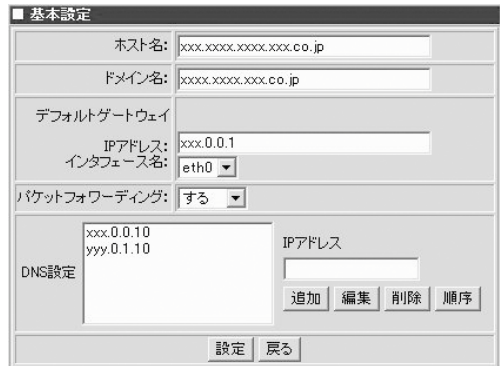 ■ 基本設定
ホスト名: xxx.xxxx.xxxx.xxx.co.jp
ドメイン名: xxxx.xxxx.xxx.co.jp
デフォルトゲートウェイ
IPアドレス: xxx.0.0.1
インタフェース名: eth0
パケットフォワーディング: する
DNS設定
xxx.0.0.10
yyy.0.1.10
IPアドレス
追加 編集 削除 順序
設定 戻る